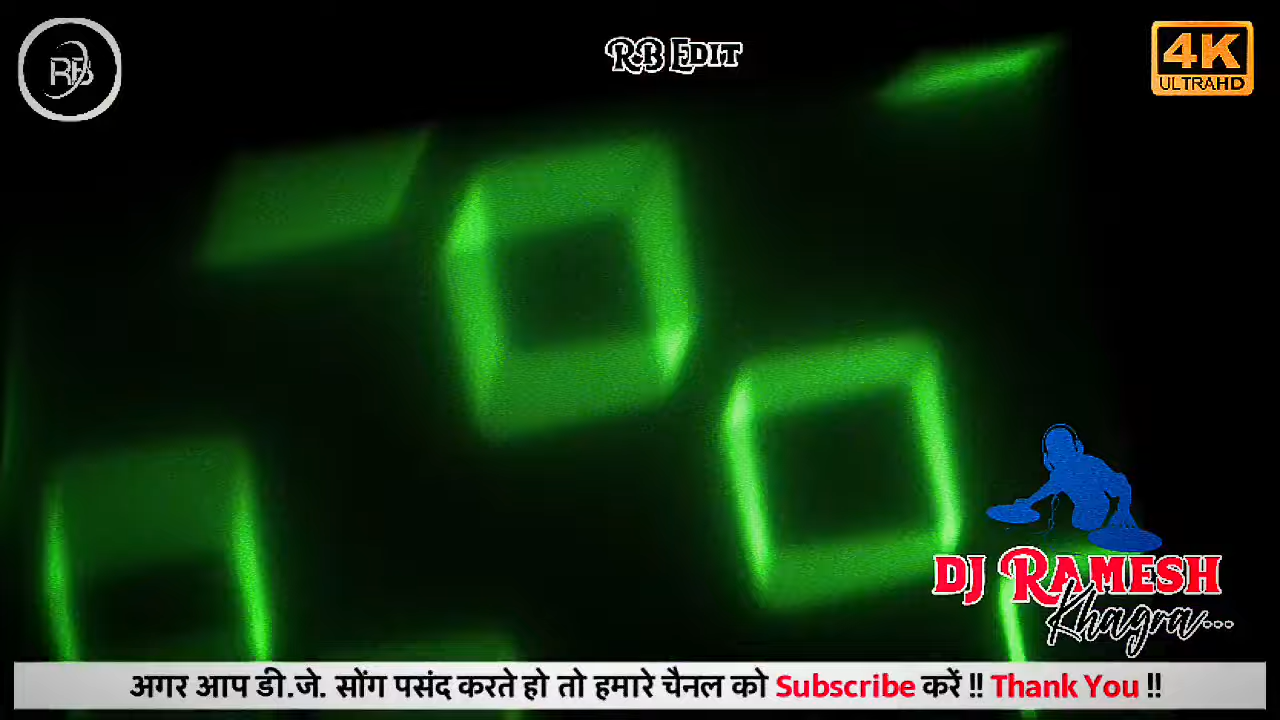 RB
RB Edit
4K
ULTRAHD
DJ RAMESH
Khagra...
अगर आप डी.जे. सोंग पसंद करते हो तो हमारे चैनल को Subscribe करें !! Thank You !!